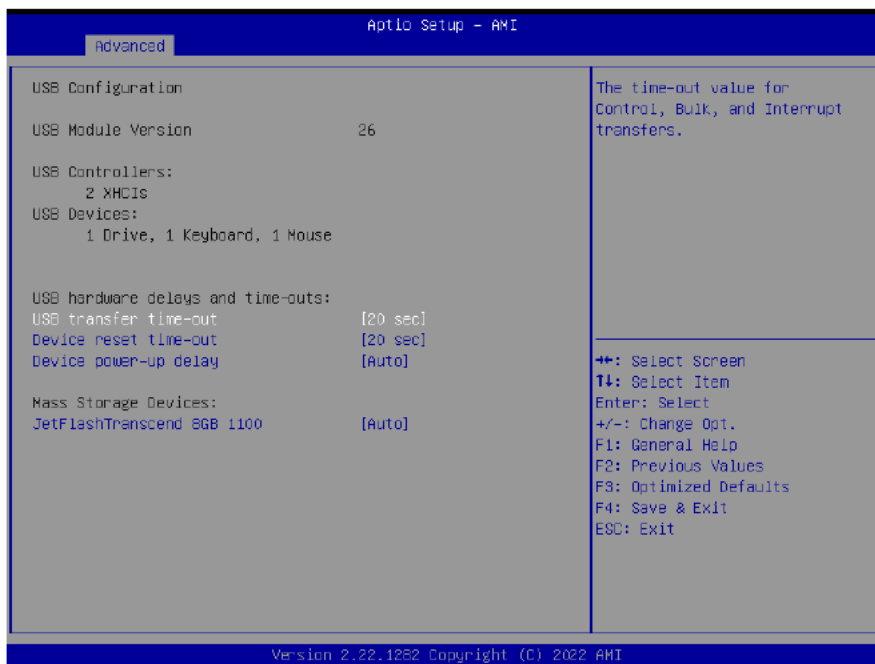 Aptio Setup – AMI
Advanced
USB Configuration
USB Module Version 26
USB Controllers:
2 XHCIs
USB Devices:
1 Drive, 1 Keyboard, 1 Mouse
USB hardware delays and time-outs:
USB transfer time-out [20 sec]
Device reset time-out [20 sec]
Device power-up delay [Auto]
Mass Storage Devices:
JetFlashTranscend 8GB 1100 [Auto]
The time-out value for
Control, Bulk, and Interrupt
transfers.
→←: Select Screen
↑↓: Select Item
Enter: Select
+/-: Change Opt.
F1: General Help
F2: Previous Values
F3: Optimized Defaults
F4: Save & Exit
ESC: Exit
Version 2.22.1282 Copyright (C) 2022 AMI